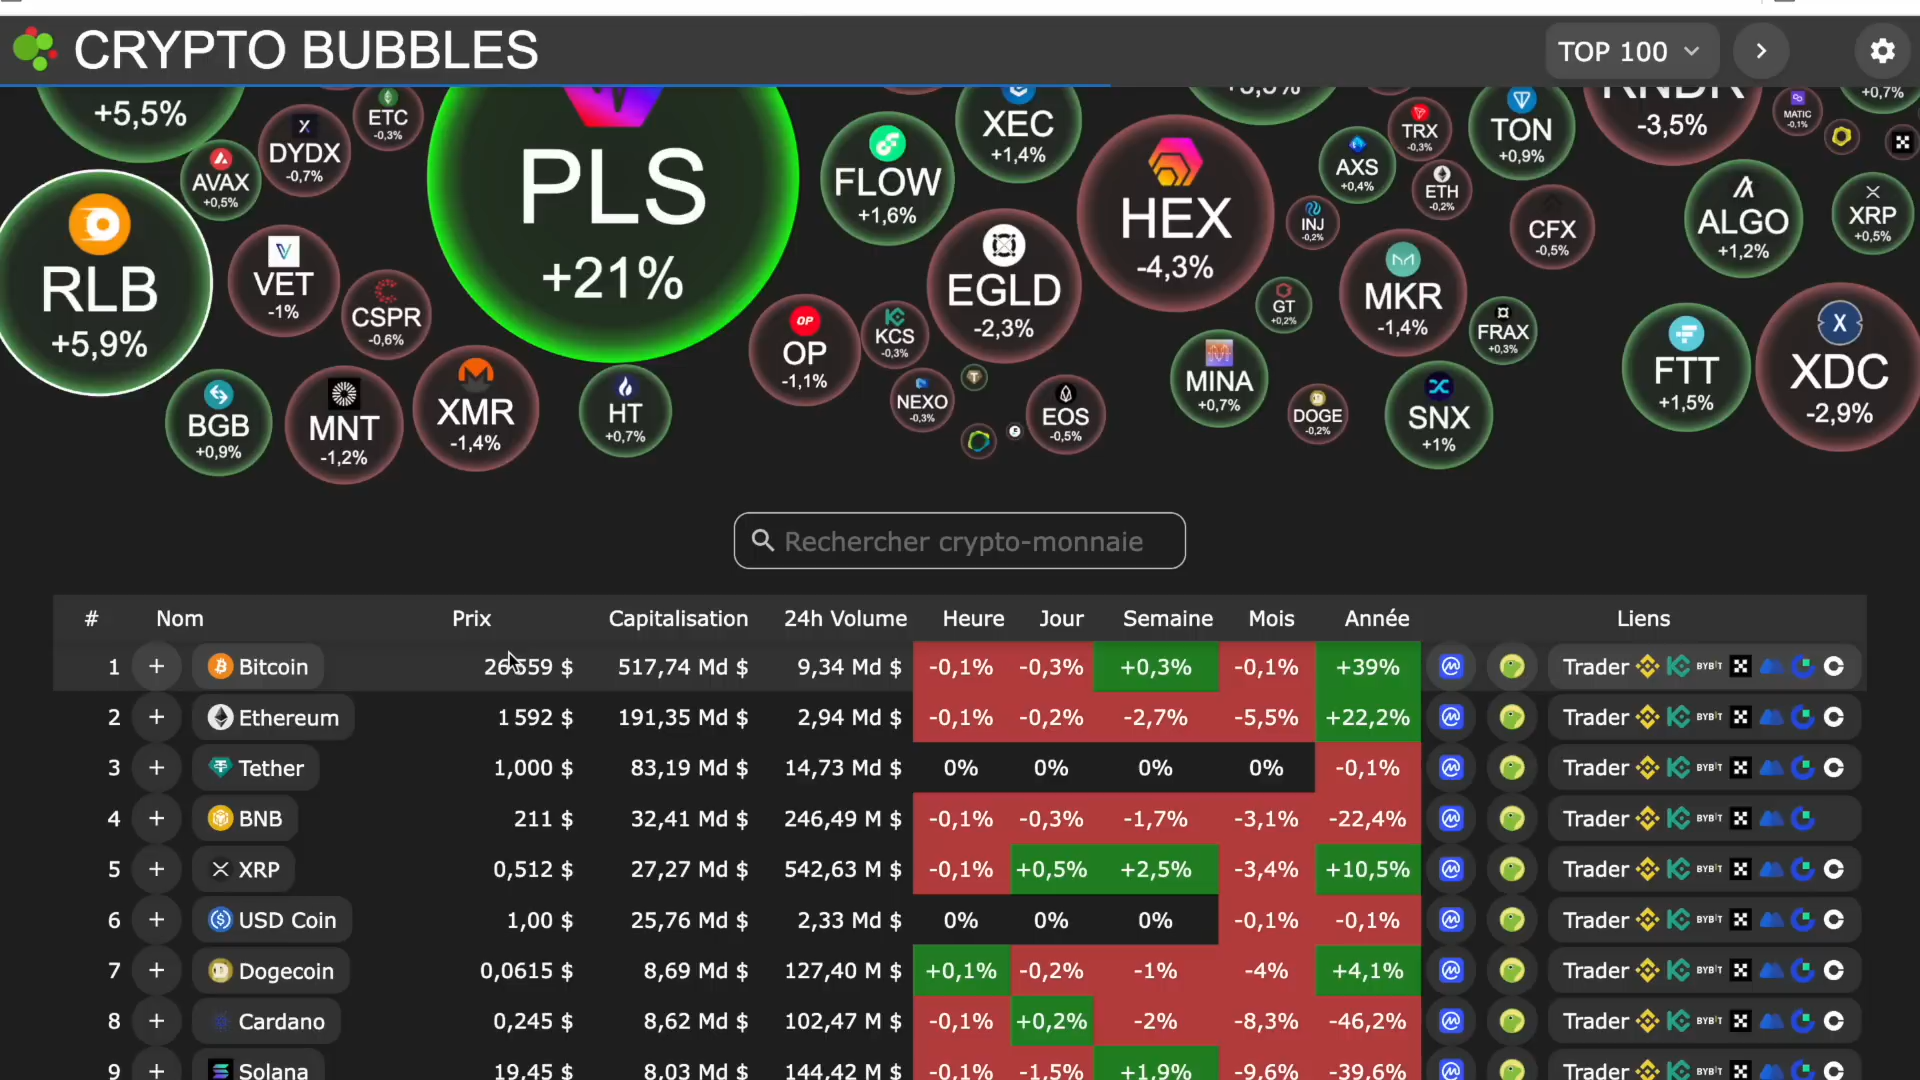 CRYPTO BUBBLES
TOP 100
+5,5%
ETC
-0,3%
DYDX
-0,7%
AVAX
+0,5%
RLB
+5,9%
VET
-1%
CSPR
-0,6%
BGB
+0,9%
MNT
-1,2%
XMR
-1,4%
PLS
+21%
HT
+0,7%
FLOW
+1,6%
XEC
+1,4%
OP
OP
-1,1%
KCS
-0,3%
EGLD
-2,3%
NEXO
-0,3%
EOS
-0,5%
HEX
-4,3%
INJ
-0,2%
GT
+0,2%
MINA
+0,7%
AXS
+0,4%
TRX
-0,3%
ETH
-0,2%
MKR
-1,4%
DOGE
-0,2%
SNX
+1%
TON
+0,9%
CFX
-0,5%
FRAX
+0,3%
RNDR
-3,5%
MATIC
-0,1%
+0,7%
ALGO
+1,2%
XRP
+0,5%
FTT
+1,5%
XDC
-2,9%
Rechercher crypto-monnaie
# Nom Prix Capitalisation 24h Volume Heure Jour Semaine Mois Année Liens
1 + Bitcoin 517,74 Md $ 9,34 Md $ -0,1% -0,3% +0,3% -0,1% +39% Trader BYBIT
2 + Ethereum 1 592 $ 191,35 Md $ 2,94 Md $ -0,1% -0,2% -2,7% -5,5% +22,2% Trader BYBIT
3 + Tether 1,000 $ 83,19 Md $ 14,73 Md $ 0% 0% 0% 0% -0,1% Trader BYBIT
4 + BNB 211 $ 32,41 Md $ 246,49 M $ -0,1% -0,3% -1,7% -3,1% -22,4% Trader BYBIT
5 + XRP 0,512 $ 27,27 Md $ 542,63 M $ -0,1% +0,5% +2,5% -3,4% +10,5% Trader BYBIT
6 + USD Coin 1,00 $ 25,76 Md $ 2,33 Md $ 0% 0% 0% -0,1% -0,1% Trader BYBIT
7 + Dogecoin 0,0615 $ 8,69 Md $ 127,40 M $ +0,1% -0,2% -1% -4% +4,1% Trader BYBIT
8 + Cardano 0,245 $ 8,62 Md $ 102,47 M $ -0,1% +0,2% -2% -8,3% -46,2% Trader BYBIT
9 + Solana 19,45 $ 8,03 Md $ 144,42 M $ -0,1% -1,5% +1,9% -9,6% -39,6% Trader BYBIT